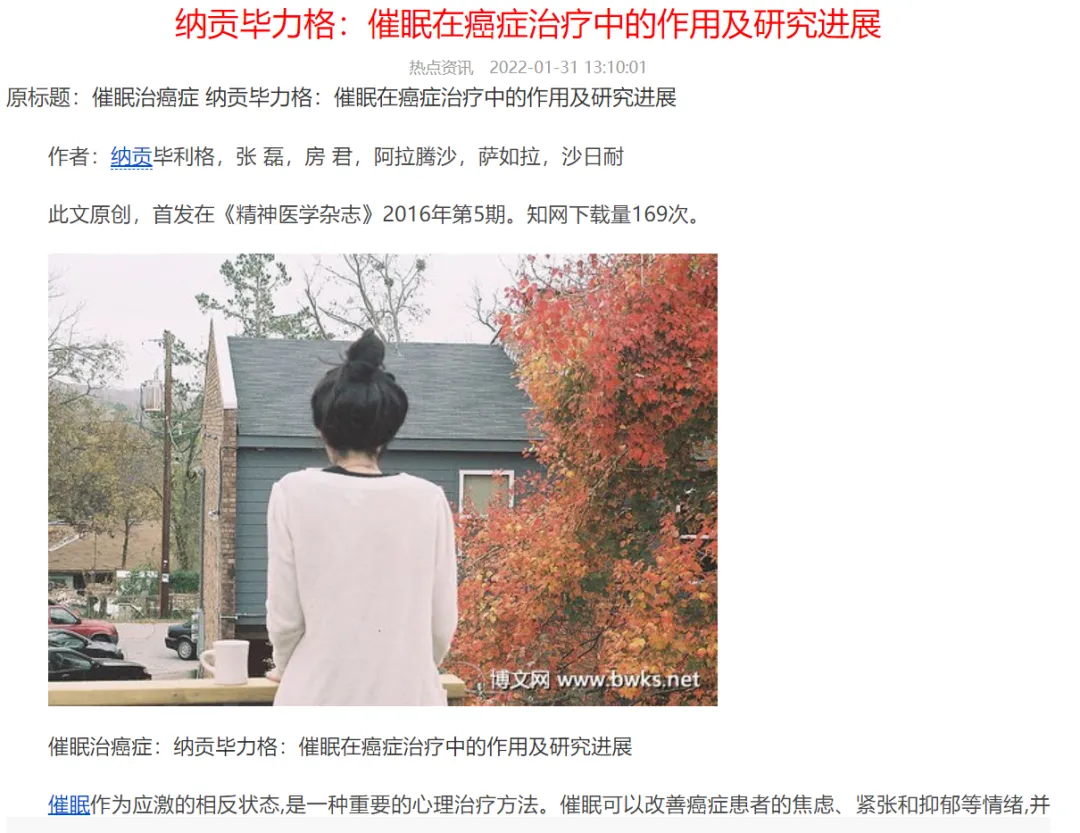 纳贡毕力格：催眠在癌症治疗中的作用及研究进展
热点资讯 2022-01-31 13:10:01
原标题：催眠治癌症 纳贡毕力格：催眠在癌症治疗中的作用及研究进展
作者：纳贡毕利格，张 磊，房 君，阿拉腾沙，萨如拉，沙日耐
此文原创，首发在《精神医学杂志》2016年第5期。知网下载量169次。
博文网 www.bwks.net
催眠治癌症：纳贡毕力格：催眠在癌症治疗中的作用及研究进展
催眠作为应激的相反状态,是一种重要的心理治疗方法。催眠可以改善癌症患者的焦虑、紧张和抑郁等情绪,并